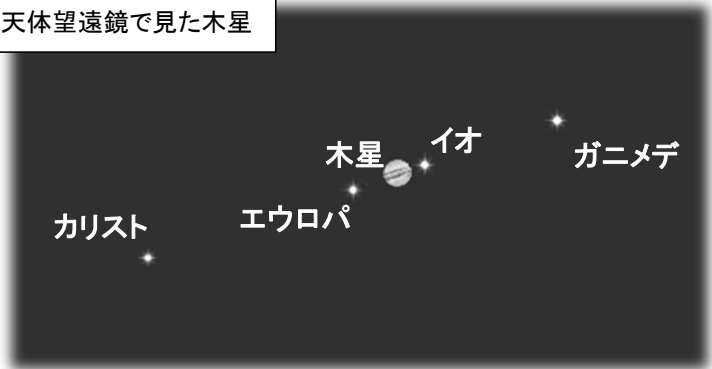 天体望遠鏡で見た木星
木星
イオ
ガニメデ
エウロパ
カリスト